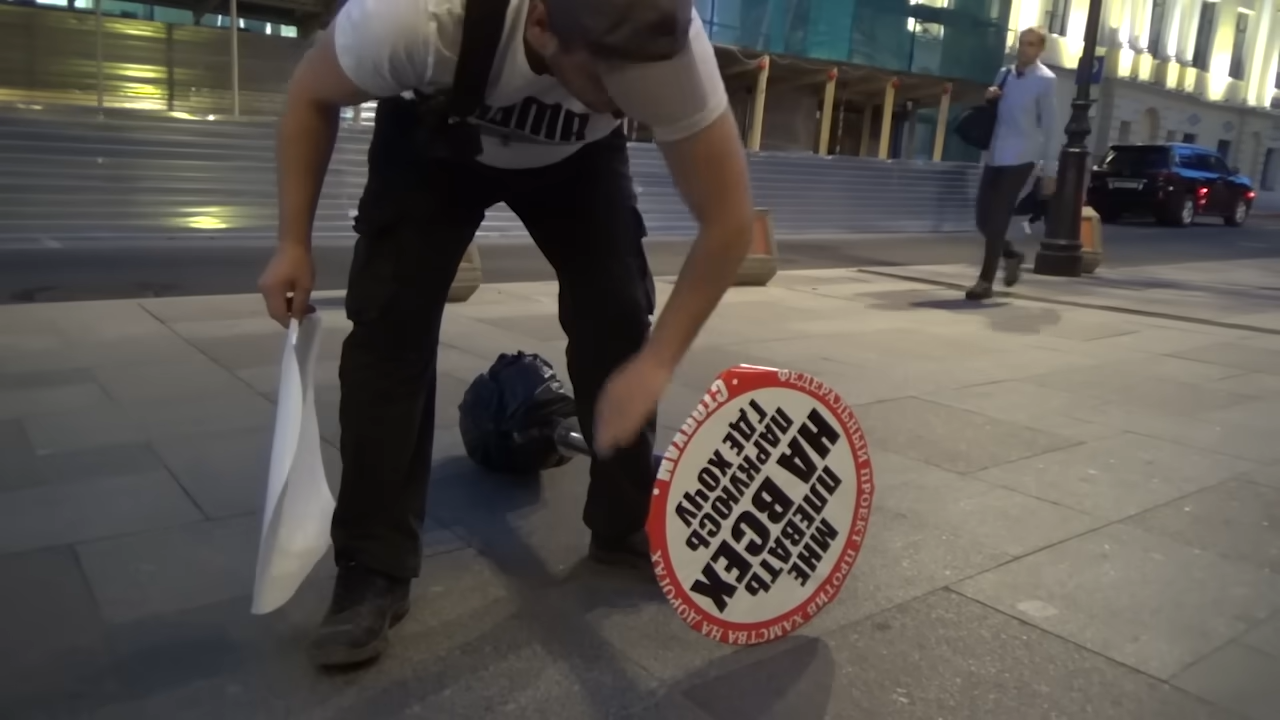 МНЕ
ПЛЕВАТЬ
НА ВСЕХ
ПАРКУЮСЬ
ГДЕ ХОЧУ
ФЕДЕРАЛЬНЫЙ ПРОЕКТ ПРОТИВ ХАМСТВА НА ДОРОГАХ
• СТОПХАМ •